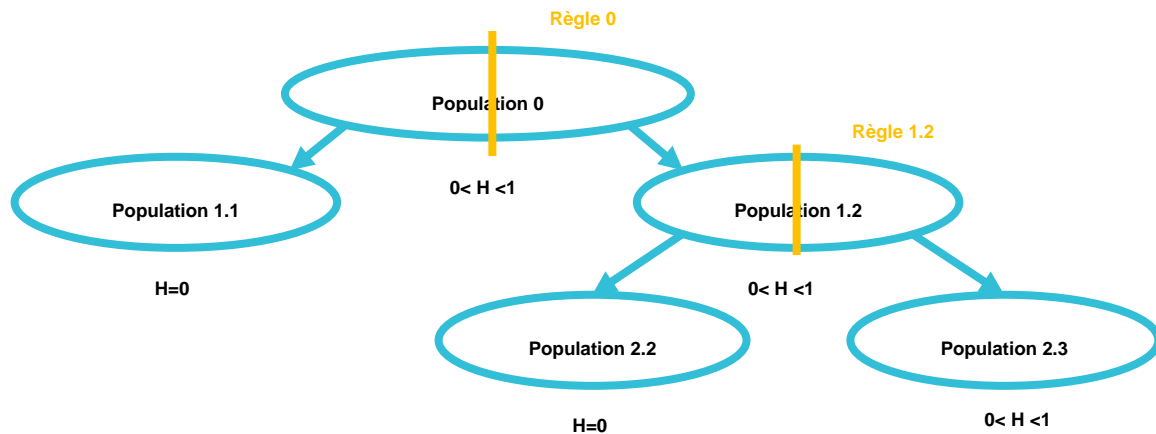 Règle 0
Population 0
Règle 1.2
0< H <1
Population 1.1
Population 1.2
H=0
0< H <1
Population 2.2
Population 2.3
H=0
0< H <1